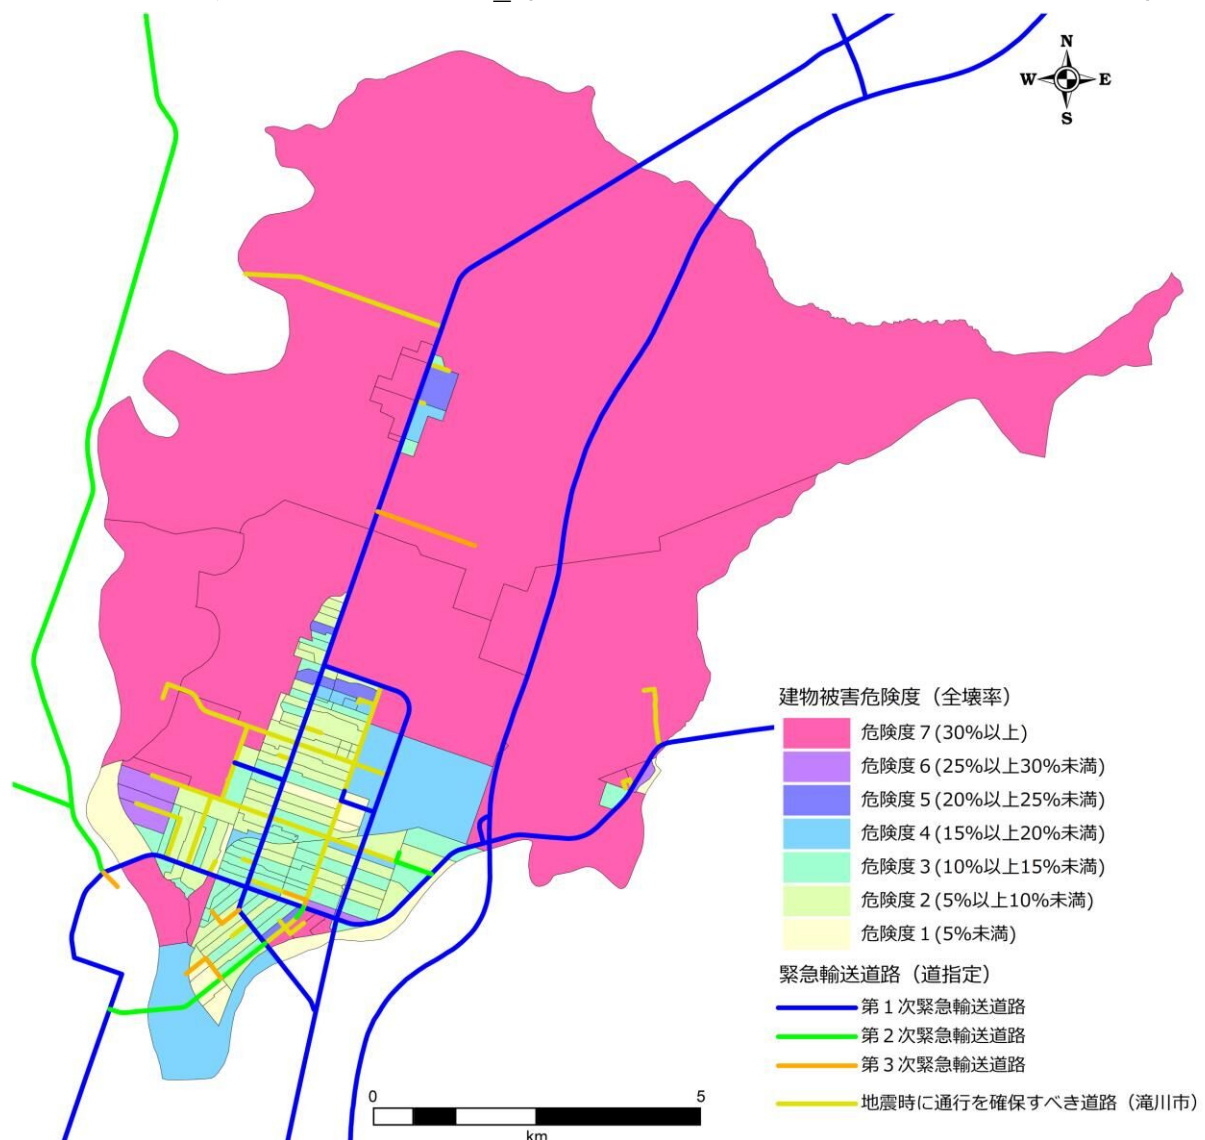 N
W E
S
建物被害危険度（全壊率）
危険度７(30%以上)
危険度６(25%以上30%未満)
危険度５(20%以上25%未満)
危険度４(15%以上20%未満)
危険度３(10%以上15%未満)
危険度２(5%以上10%未満)
危険度１(5%未満)
緊急輸送道路（道指定）
第１次緊急輸送道路
第２次緊急輸送道路
第３次緊急輸送道路
地震時に通行を確保すべき道路（滝川市）
0 5
km